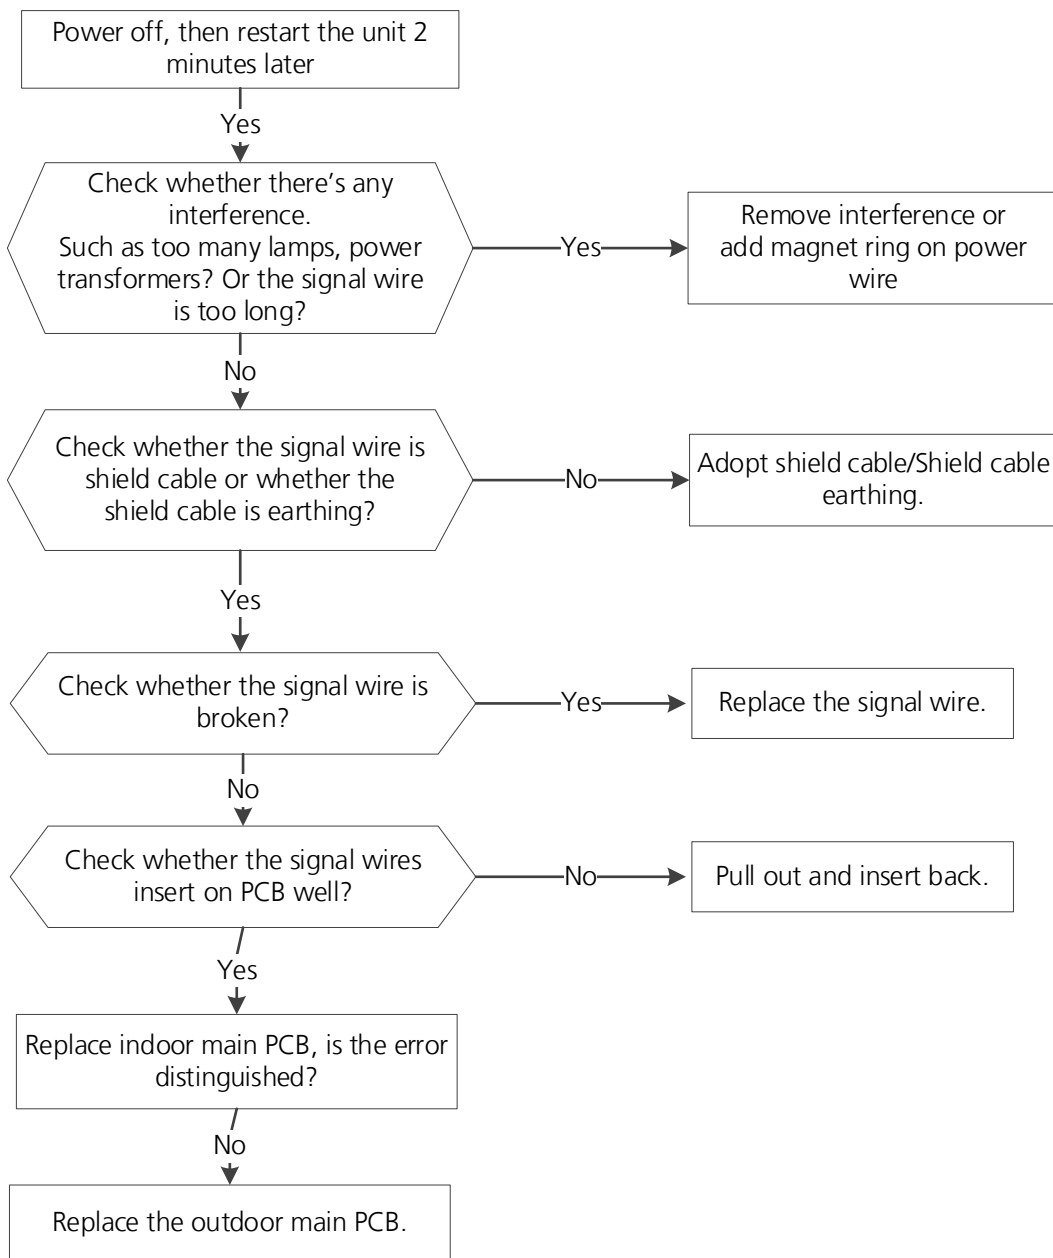 Power off, then restart the unit 2
minutes later
Yes
Check whether there’s any
interference.
Such as too many lamps, power
transformers? Or the signal wire
is too long?
Yes
Remove interference or
add magnet ring on power
wire
No
Check whether the signal wire is
shield cable or whether the
shield cable is earthing?
No
Adopt shield cable/Shield cable
earthing.
Yes
Check whether the signal wire is
broken?
Yes
Replace the signal wire.
No
Check whether the signal wires
insert on PCB well?
No
Pull out and insert back.
Yes
Replace indoor main PCB, is the error
distinguished?
No
Replace the outdoor main PCB.